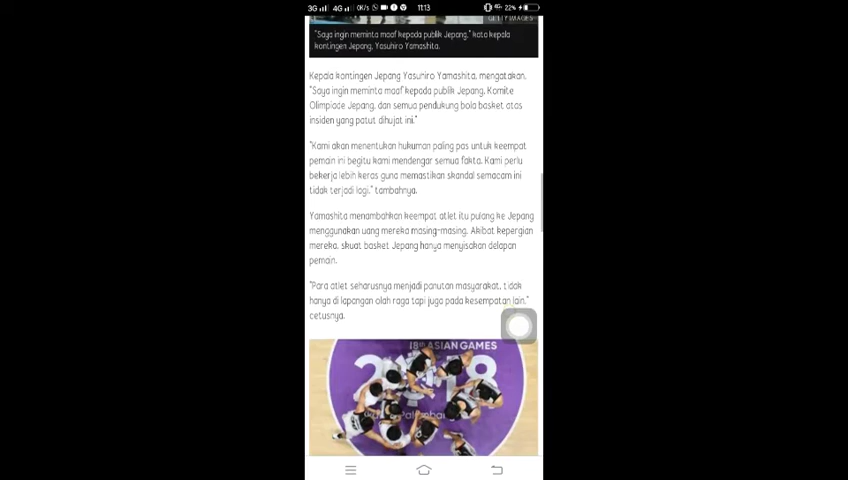 3G 4G 0K/s 11:13 4G 22%
GETTY IMAGES
"Saya ingin meminta maaf kepada publik Jepang," kata kepala
kontingen Jepang, Yasuhiro Yamashita.
Kepala kontingen Jepang Yasuhiro Yamashita, mengatakan,
"Saya ingin meminta maaf kepada publik Jepang, Komite
Olimpiade Jepang, dan semua pendukung bola basket atas
insiden yang patut dihujat ini."
"Kami akan menentukan hukuman paling pas untuk keempat
pemain ini begitu kami mendengar semua fakta. Kami perlu
bekerja lebih keras guna memastikan skandal semacam ini
tidak terjadi lagi," tambahnya.
Yamashita menambahkan keempat atlet itu pulang ke Jepang
menggunakan uang mereka masing-masing. Akibat kepergian
mereka, skuat basket Jepang hanya menyisakan delapan
pemain.
"Para atlet seharusnya menjadi panutan masyarakat, tidak
hanya di lapangan olah raga tapi juga pada kesempatan lain,"
cetusnya.
18th ASIAN GAMES
2018